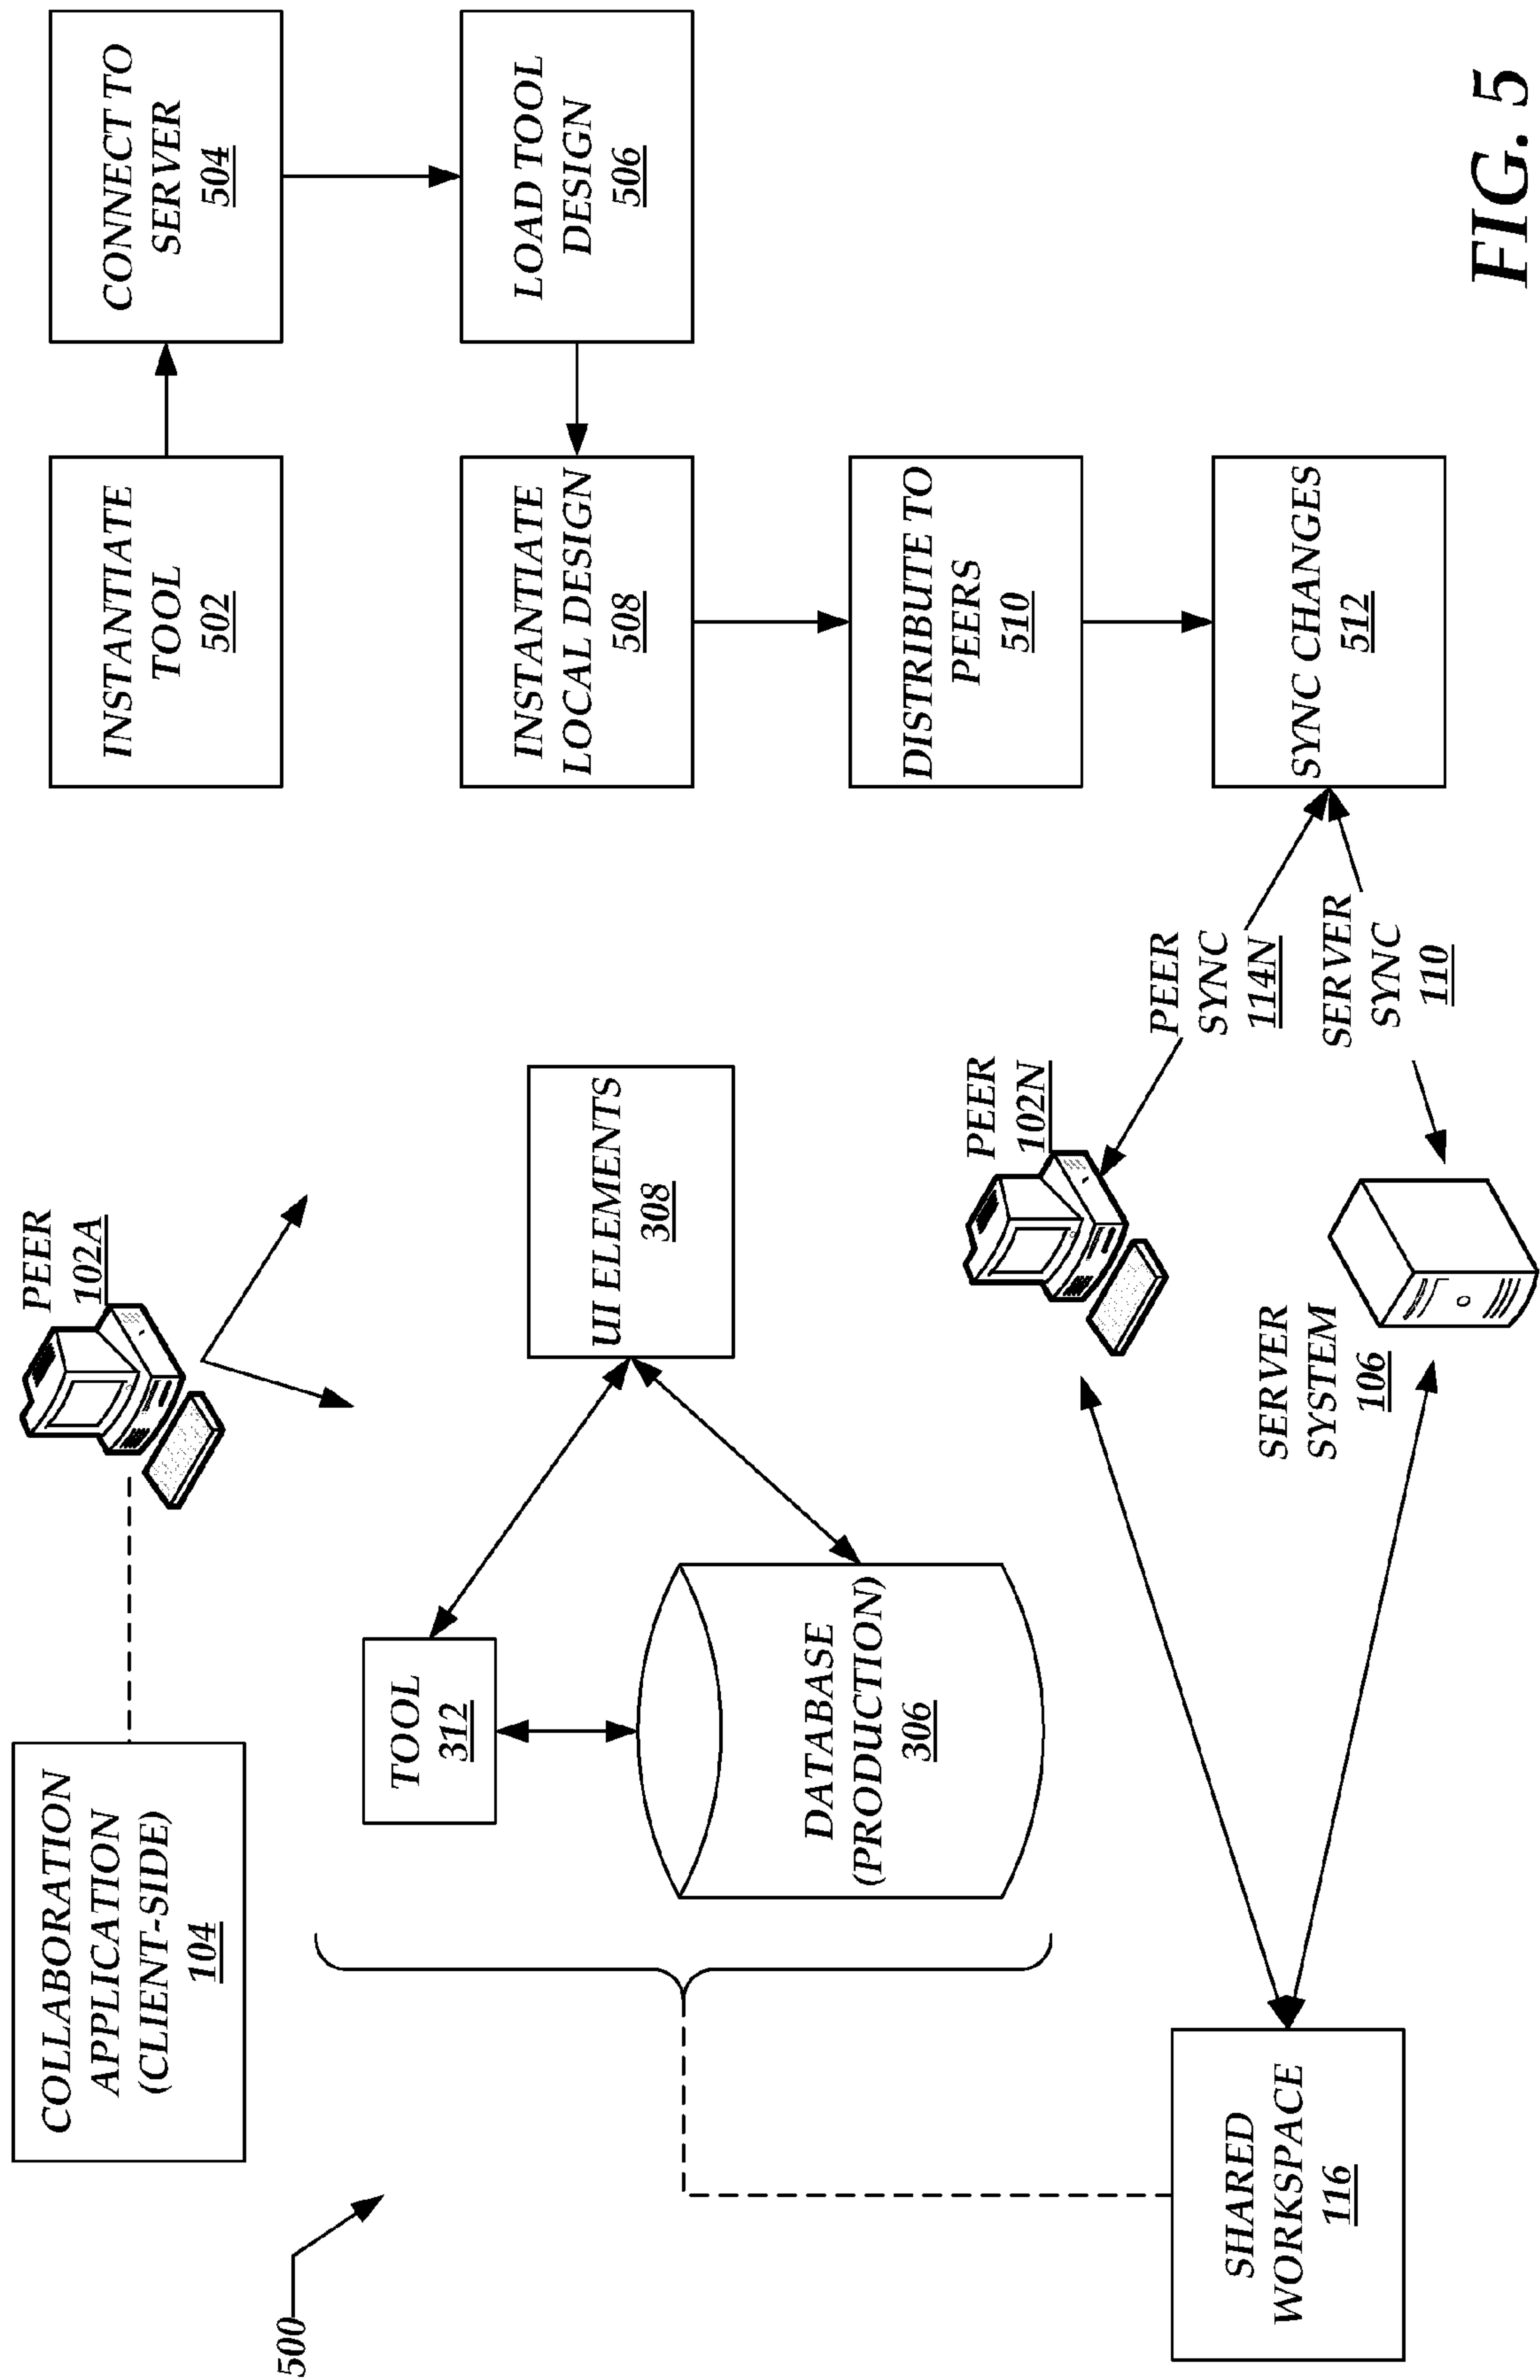 500
COLLABORATION
APPLICATION
(CLIENT-SIDE)
104
PEER
102A
INSTANTIATE
TOOL
502
CONNECT TO
SERVER
504
TOOL
312
UI ELEMENTS
308
INSTANTIATE
LOCAL DESIGN
508
LOAD TOOL
DESIGN
506
DATABASE
(PRODUCTION)
306
DISTRIBUTE TO
PEERS
510
PEER
102N
PEER
SYNC
114N
SYNC CHANGES
512
SHARED
WORKSPACE
116
SERVER
SYSTEM
106
SERVER
SYNC
110
FIG. 5